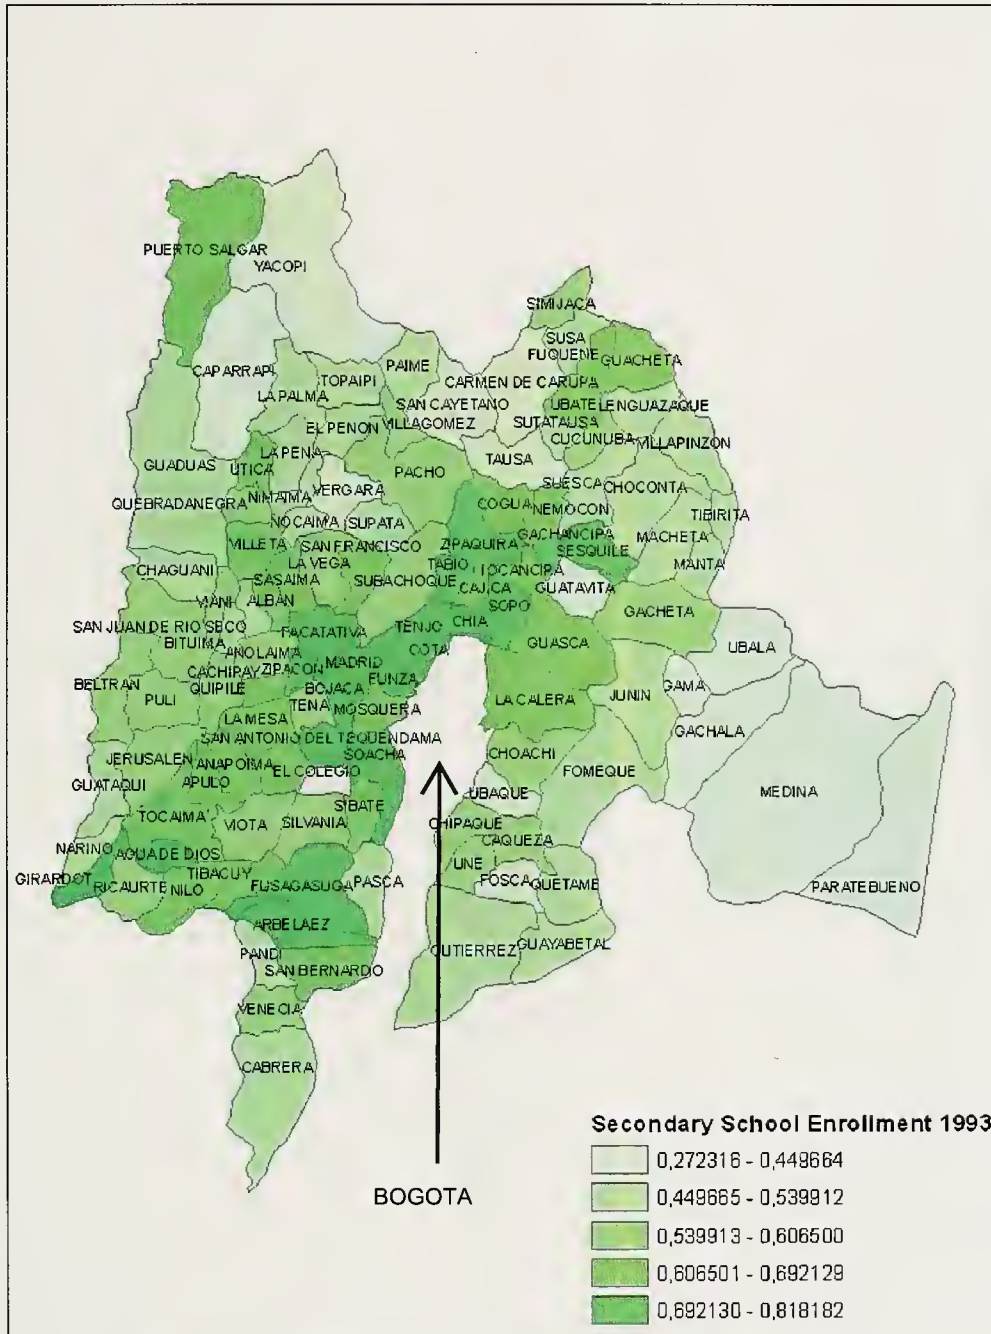 PUERTO SALGAR
YACOPI
SIMIJACA
SUSA
FUQUENE
GUACHETA
CAPARRAPI
TOPAIPI
PAIME
CARMEN DE CARUPA
LA PALMA
SAN CAYETANO
UBATE
LENGUAZAQUE
EL PENON
VILLAGOMEZ
SUTATAUSA
CUCUNUBA
VILLAPINZON
GUADUAS
UTICA
LA PENA
PACHO
TAUSA
QUEBRADANEGRA
NIMAIMA
VERGARA
SUESCA
CHOCONTA
COGUA
NEMOCON
TIBIRITA
NOCAIMA
SUPATA
VILLETA
SAN FRANCISCO
ZIPAQUIRA
GACHANCIPA
SESQUILE
MACHETA
MANTA
CHAGUANI
LA VEGA
SASAIMA
SUBACHOQUE
TABIO
TOCANCIPA
CAJICA
GUATAVITA
VIANI
ALBAN
SOPO
GACHETA
SAN JUAN DE RIO SECO
BITUIMA
FACATATIVA
TENJO
CHIA
GUASCA
UBALA
ANOLAIMA
COTA
CACHIPAY
ZIPACON
MADRID
FUNZA
BELTRAN
PULI
QUIPILE
BOJACA
TENA
MOSQUERA
LA CALERA
JUNIN
GAMA
GACHALA
LA MESA
SAN ANTONIO DEL TEQUENDAMA
SOACHA
JERUSALEN
ANAPOIMA
EL COLEGIO
CHOACHI
FOMEQUE
GUATAQUI
APULO
UBAQUE
MEDINA
TOCAIMA
VIOTA
SILVANIA
SIBATE
CHIPAQUE
CAQUEZA
NARINO
AGUA DE DIOS
UNE
GIRARDOT
RICAURTE
NILO
TIBACUY
FUSAGASUGA
PASCA
FOSCA
QUETAME
PARATEBUENO
ARBELAEZ
PANDI
SAN BERNARDO
GUTIERREZ
GUAYABETAL
VENECIA
CABRERA
BOGOTA
Secondary School Enrollment 1993
0,272316 - 0,449664
0,449665 - 0,539912
0,539913 - 0,606500
0,606501 - 0,692129
0,692130 - 0,818182